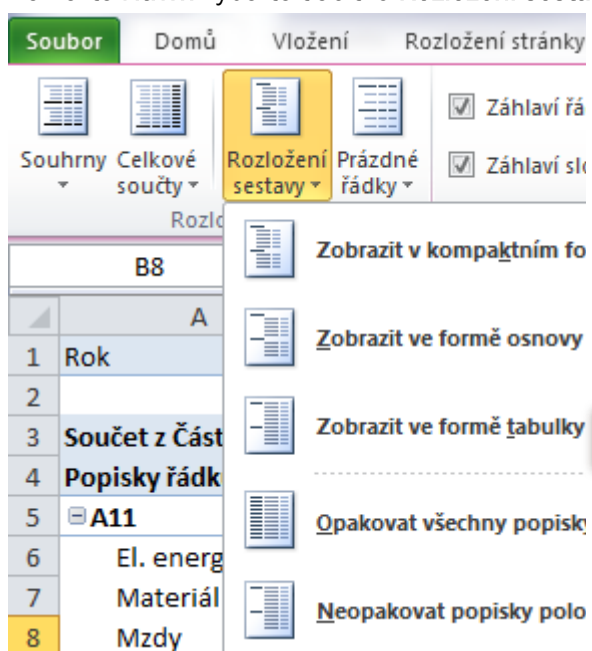 Soubor Domů Vložení Rozložení stránky
Souhrny Celkové součty Rozložení sestavy Prázdné řádky
Záhlaví řá
Záhlaví slo
Rozlo
B8
Zobrazit v kompaktním fo
Zobrazit ve formě osnovy
Zobrazit ve formě tabulky
Opakovat všechny popisky
Neopakovat popisky polo
A
1 Rok
2
3 Součet z Část
4 Popisky řádk
5 A11
6 El. energ
7 Materiál
8 Mzdy